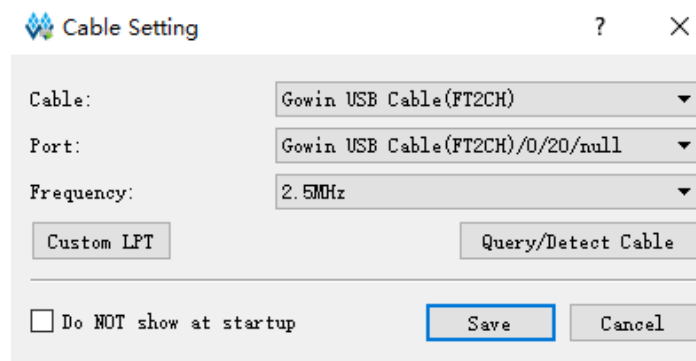 Cable Setting ?
Cable: Gowin USB Cable(FT2CH)
Port: Gowin USB Cable(FT2CH)/0/20/null
Frequency: 2.5MHz
Custom LPT Query/Detect Cable
Do NOT show at startup Save Cancel